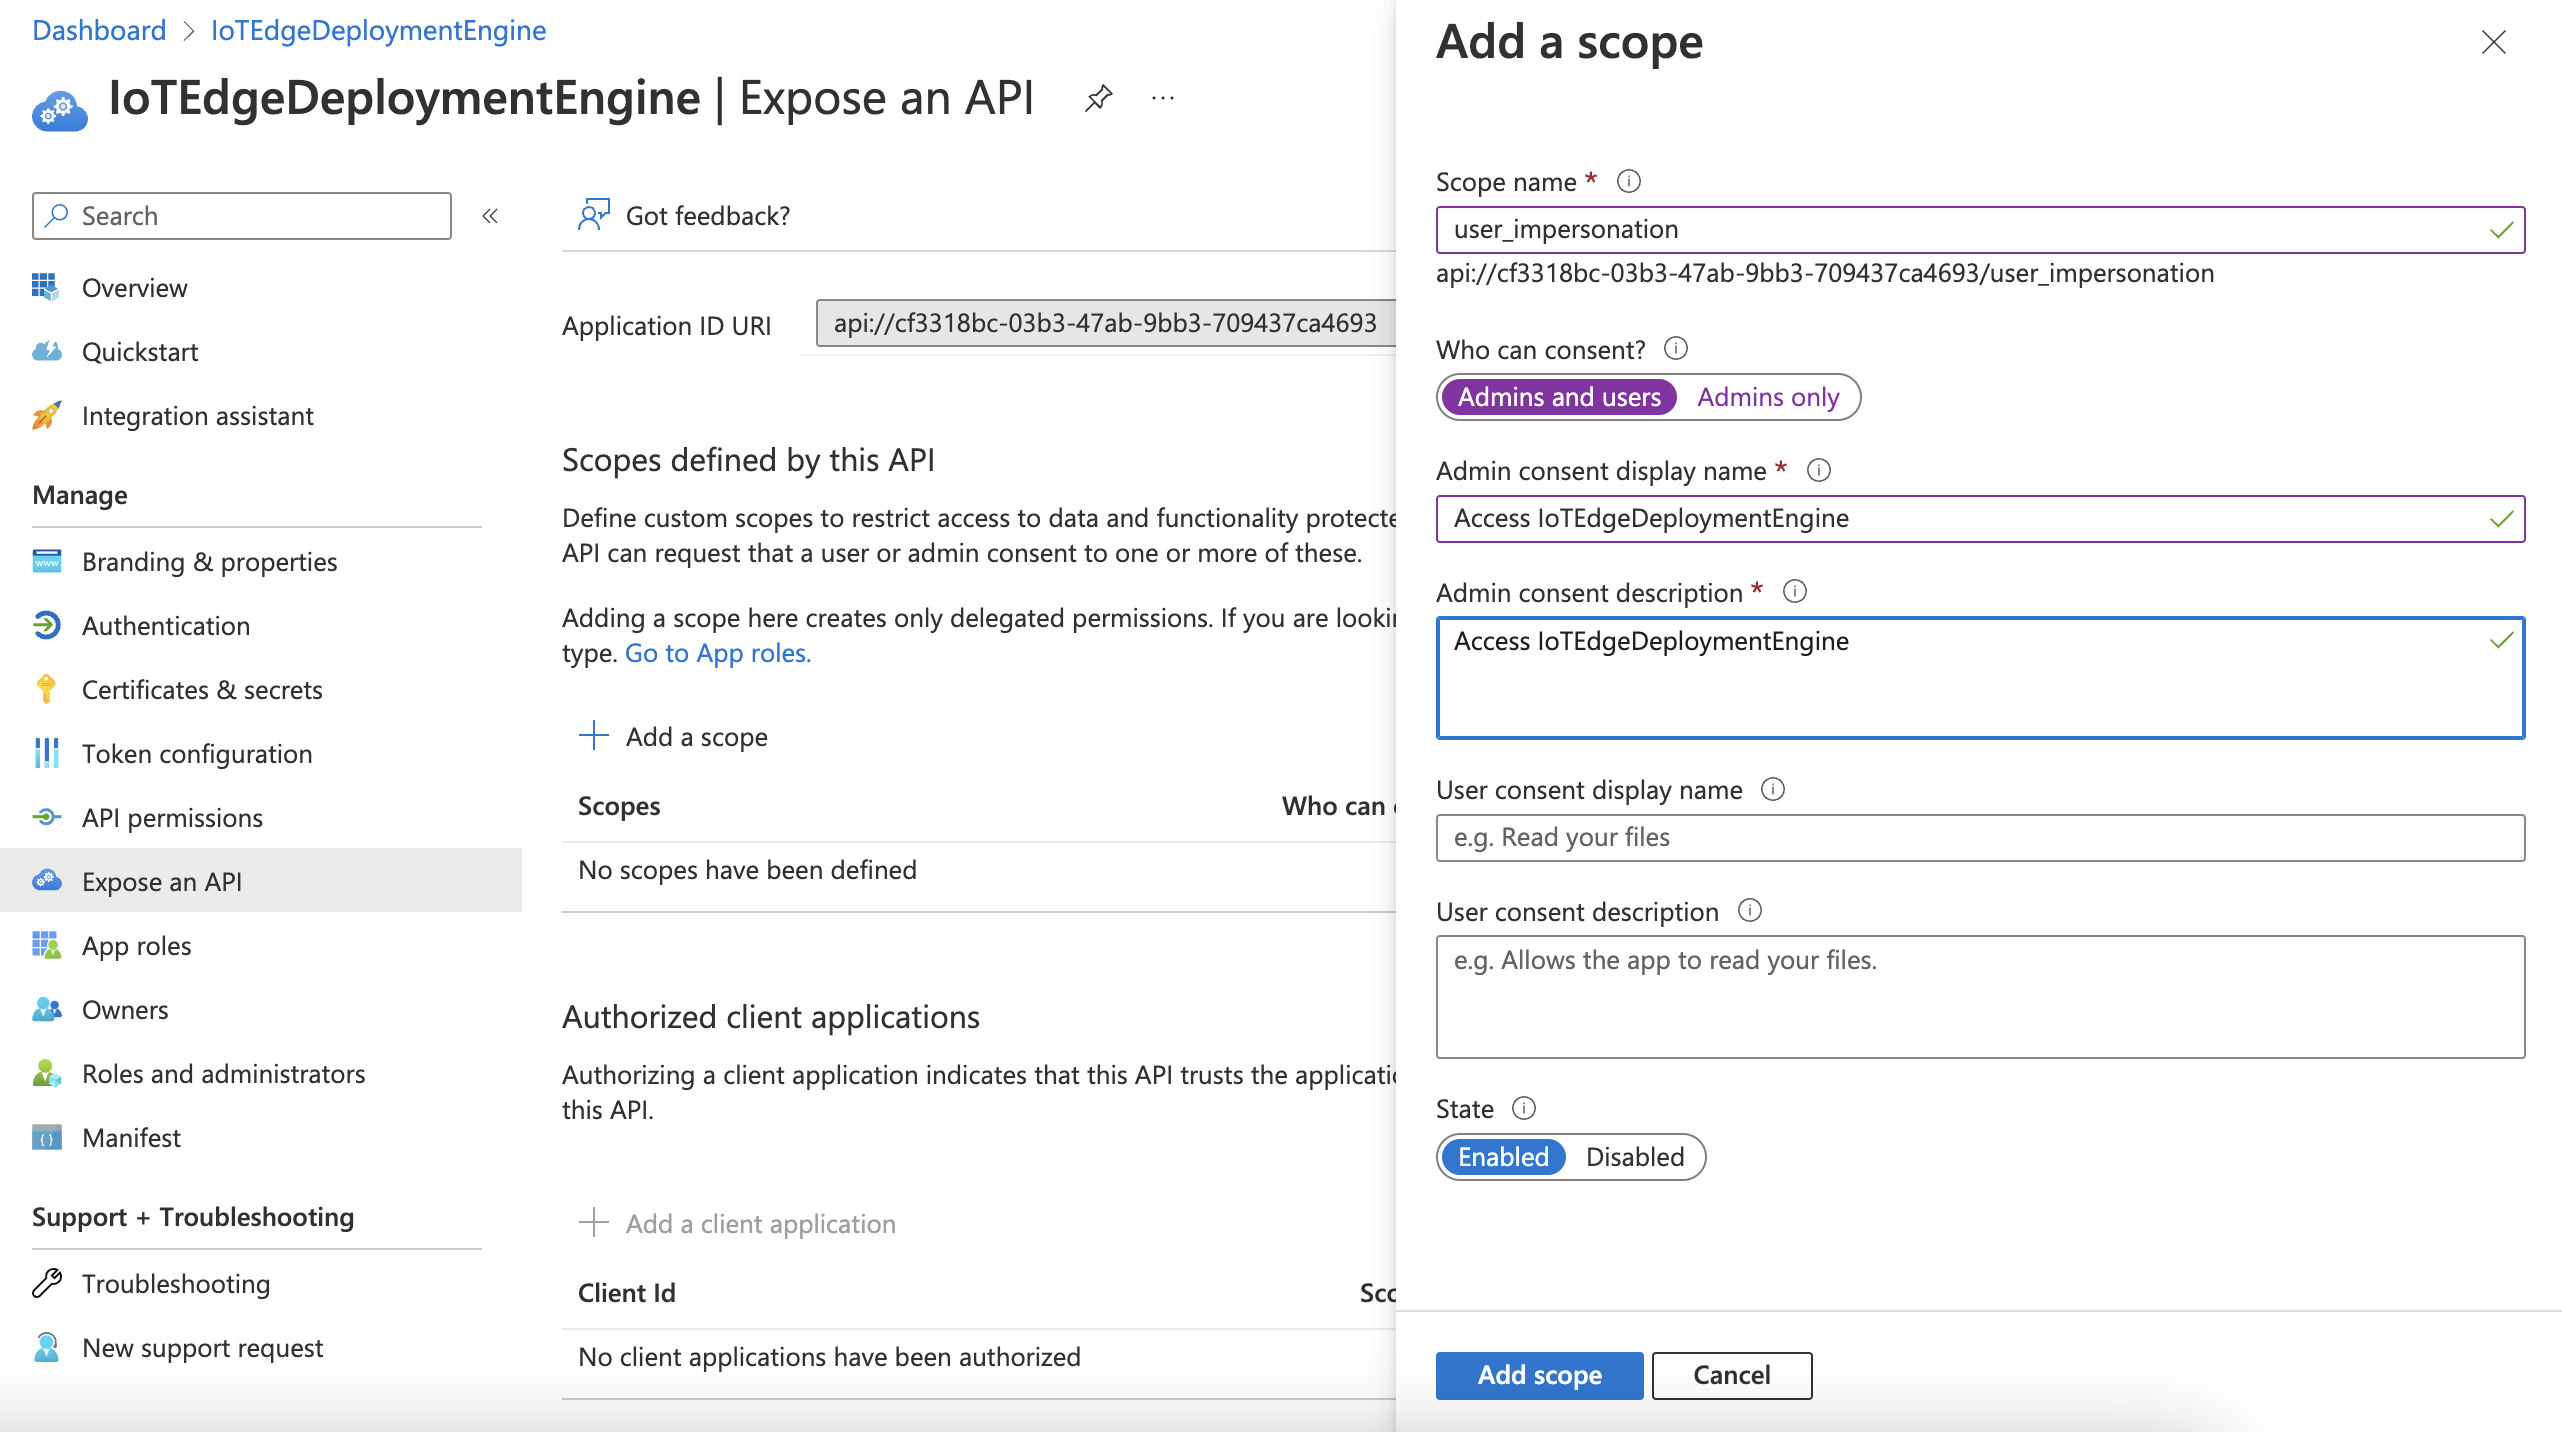 Dashboard > IoTEdgeDeploymentEngine
IoTEdgeDeploymentEngine | Expose an API
Search
«
Overview
Quickstart
Integration assistant
Manage
Branding & properties
Authentication
Certificates & secrets
Token configuration
API permissions
Expose an API
App roles
Owners
Roles and administrators
Manifest
Support + Troubleshooting
Troubleshooting
New support request
Got feedback?
Application ID URI
api://cf3318bc-03b3-47ab-9bb3-709437ca4693
Scopes defined by this API
Define custom scopes to restrict access to data and functionality protecte
API can request that a user or admin consent to one or more of these.
Adding a scope here creates only delegated permissions. If you are lookin
type. Go to App roles.
Add a scope
Scopes
Who can
No scopes have been defined
Authorized client applications
Authorizing a client application indicates that this API trusts the applicatio
this API.
Add a client application
Client Id
Sco
No client applications have been authorized
Add a scope
Scope name *
user_impersonation
api://cf3318bc-03b3-47ab-9bb3-709437ca4693/user_impersonation
Who can consent?
Admins and users Admins only
Admin consent display name *
Access IoTEdgeDeploymentEngine
Admin consent description *
Access IoTEdgeDeploymentEngine
User consent display name
e.g. Read your files
User consent description
e.g. Allows the app to read your files.
State
Enabled Disabled
Add scope Cancel